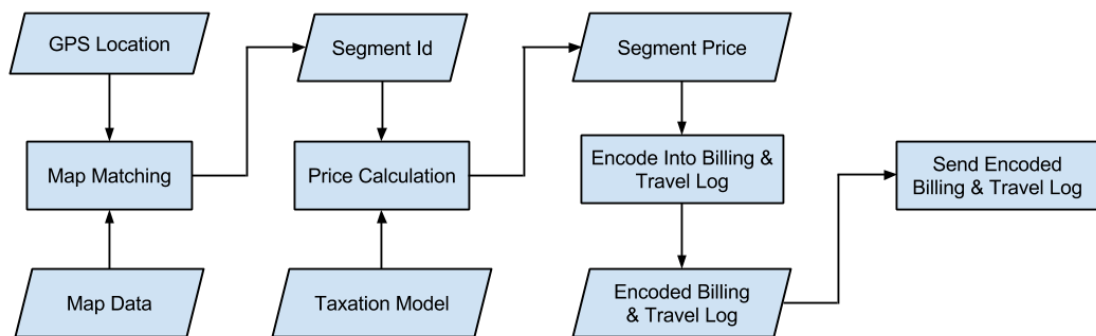 GPS Location
Segment Id
Segment Price
Map Matching
Price Calculation
Encode Into Billing &
Travel Log
Send Encoded
Billing & Travel Log
Map Data
Taxation Model
Encoded Billing
& Travel Log